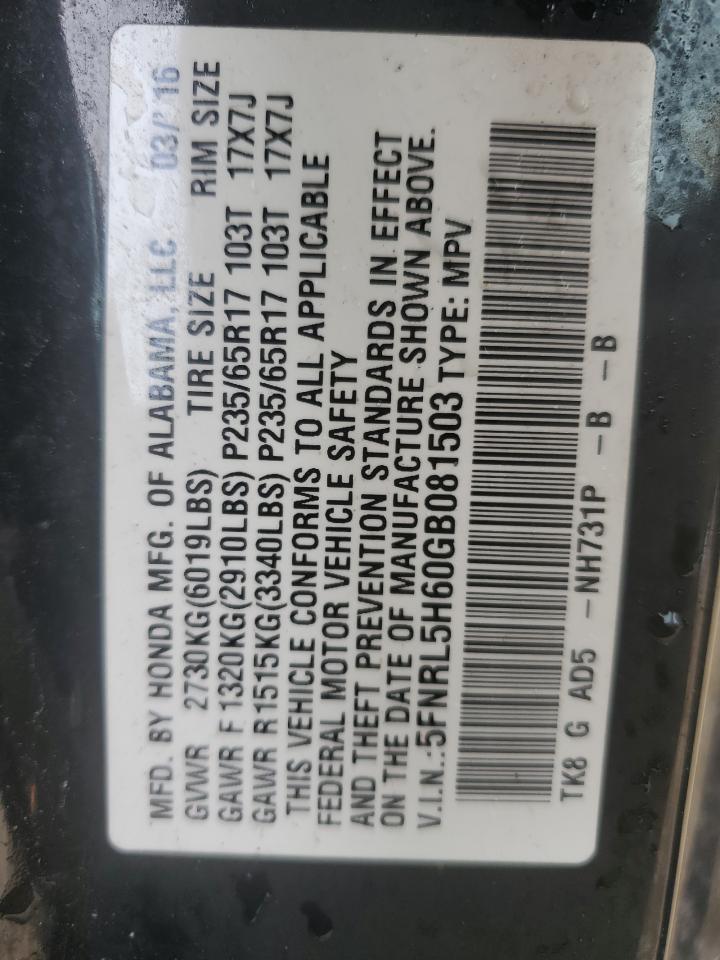 MFD. BY HONDA MFG. OF ALABAMA, LLC 03/ 16
GVWR 2730KG(6019LBS) TIRE SIZE RIM SIZE
GAWR F 1320KG(2910LBS) P235/65R17 103T 17X7J
GAWR R1515KG(3340LBS) P235/65R17 103T 17X7J
THIS VEHICLE CONFORMS TO ALL APPLICABLE
FEDERAL MOTOR VEHICLE SAFETY
AND THEFT PREVENTION STANDARDS IN EFFECT
ON THE DATE OF MANUFACTURE SHOWN ABOVE.
V.I.N.:5FNRL5H60GB081503 TYPE: MPV
TK8 G AD5 -NH731P -B -B